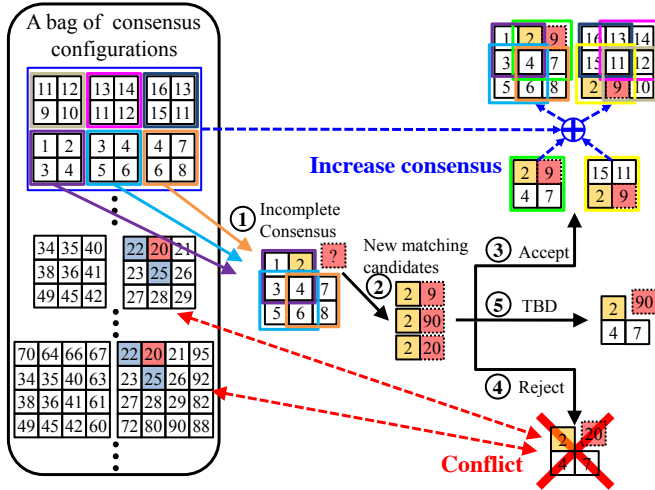 A bag of consensus
configurations
11 12 13 14 16 13
9 10 11 12 15 11
1 2 3 4 4 7
3 4 5 6 6 8
34 35 40 22 20 21
38 36 41 23 25 26
49 45 42 27 28 29
70 64 66 67 22 20 21 95
34 35 40 63 23 25 26 92
38 36 41 61 27 28 29 82
49 45 42 60 72 80 90 88
1 Incomplete
Consensus
1 2 ?
3 4 7
5 6 8
2
New matching
candidates
2 9
2 90
2 20
1 2 9
3 4 7
5 6 8
16 13 14
15 11 12
2 9 10
Increase consensus
2 9
4 7
15 11
2 9
3 Accept
5 TBD
2 90
4 7
4 Reject
Conflict
2 20
4 7